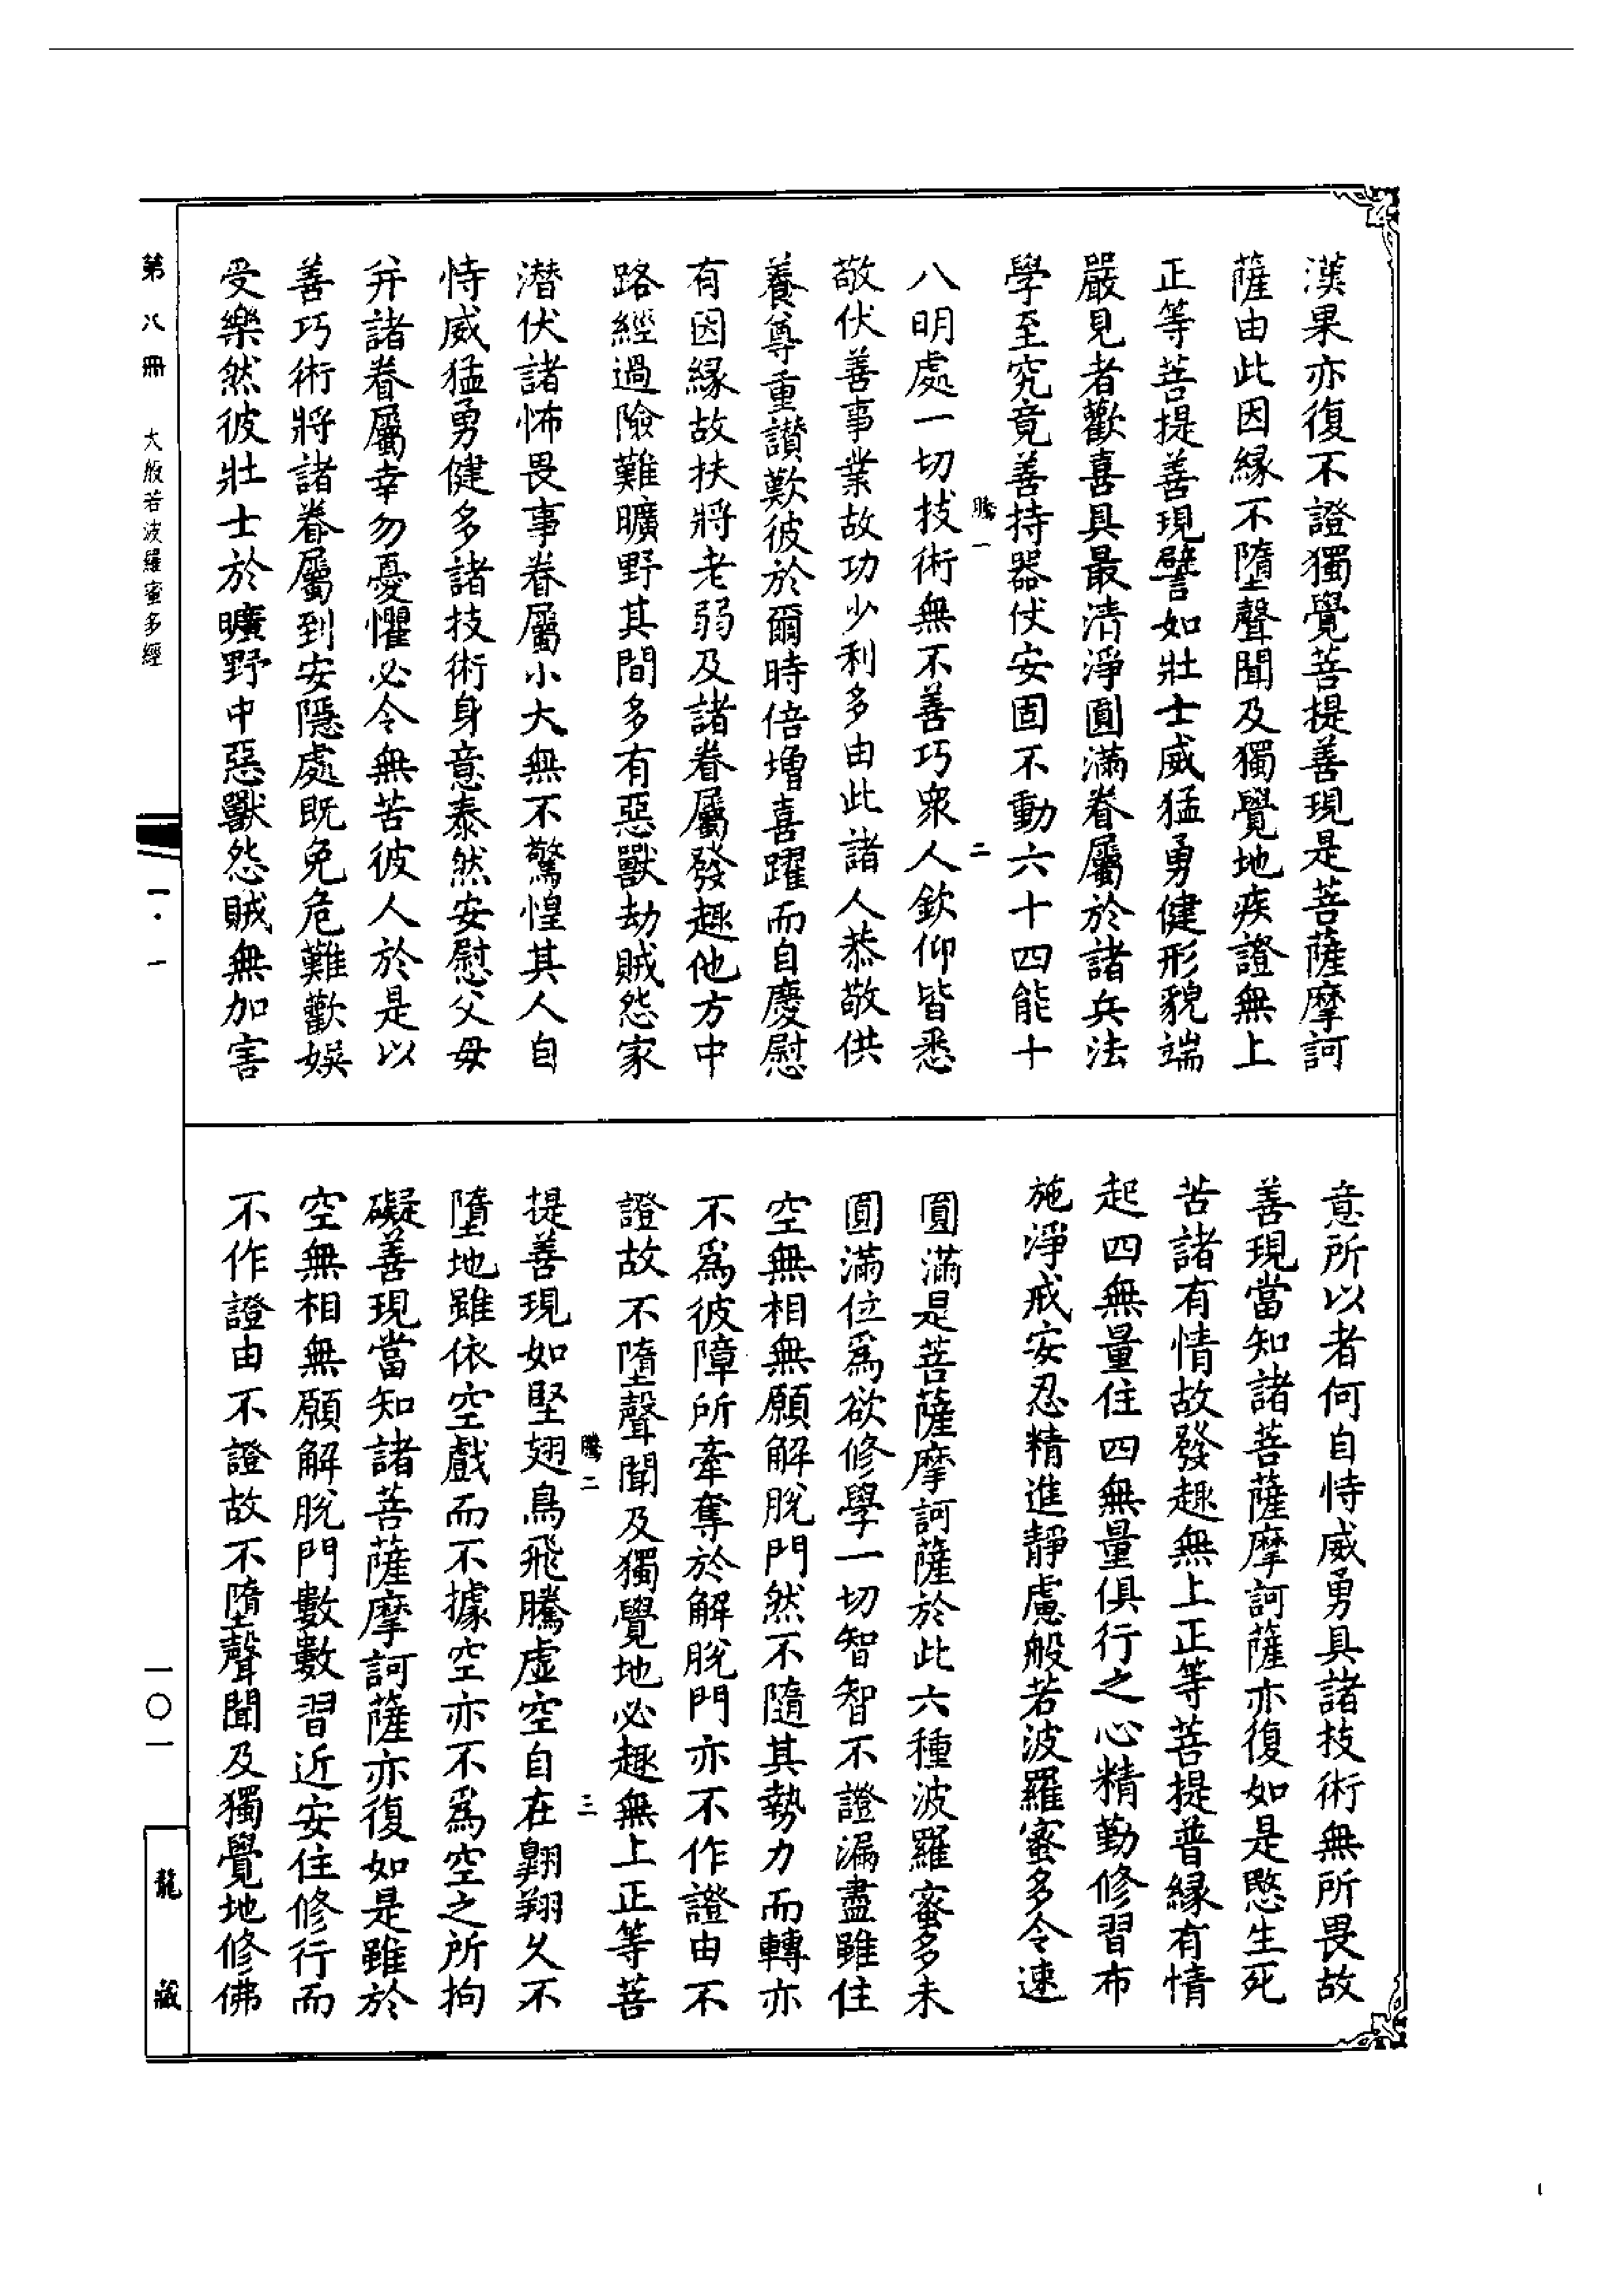 漢果亦復不證獨覺菩提善現是菩薩摩訶
薩由此因緣不墮聲聞及獨覺地疾證無上
正等菩提善現譬如壯士威猛勇健形貌端
嚴見者歡喜具最清淨圓滿眷屬於諸兵法
學至究竟善持器仗安固不動六十四能十
騰一 二
八明處一切技術無不善巧衆人欽仰皆悉
敬伏善事業故功少利多由此諸人恭敬供
養尊重讃歎彼於爾時倍增喜躍而自慶慰
有因緣故扶將老弱及諸眷屬發趣他方中
路經過險難曠野其間多有惡獸劫賊怨家
潛伏諸怖畏事眷屬小大無不驚惶其人自
恃威猛勇健多諸技術身意泰然安慰父母
并諸眷屬幸勿憂懼必令無苦彼人於是以
善巧術將諸眷屬到安隱處既免危難歡娛
受樂然彼壯士於曠野中惡獸怨賊無加害
意所以者何自恃威勇具諸技術無所畏故
善現當知諸菩薩摩訶薩亦復如是愍生死
苦諸有情故發趣無上正等菩提普緣有情
起四無量住四無量俱行之心精勤修習布
施淨戒安忍精進靜慮般若波羅蜜多令速
圓滿是菩薩摩訶薩於此六種波羅蜜多未
圓滿位爲欲修學一切智智不證漏盡雖住
空無相無願解脫門然不隨其勢力而轉亦
不爲彼障所牽奪於解脫門亦不作證由不
證故不墮聲聞及獨覺地必趣無上正等菩
騰二 三
提善現如堅翅鳥飛騰虛空自在翺翔久不
墮地雖依空戲而不據空亦不爲空之所拘
礙善現當知諸菩薩摩訶薩亦復如是雖於
空無相無願解脫門數數習近安住修行而
不作證由不證故不墮聲聞及獨覺地修佛
第八冊 大般若波羅蜜多經
一·一
一〇一
龍藏
1